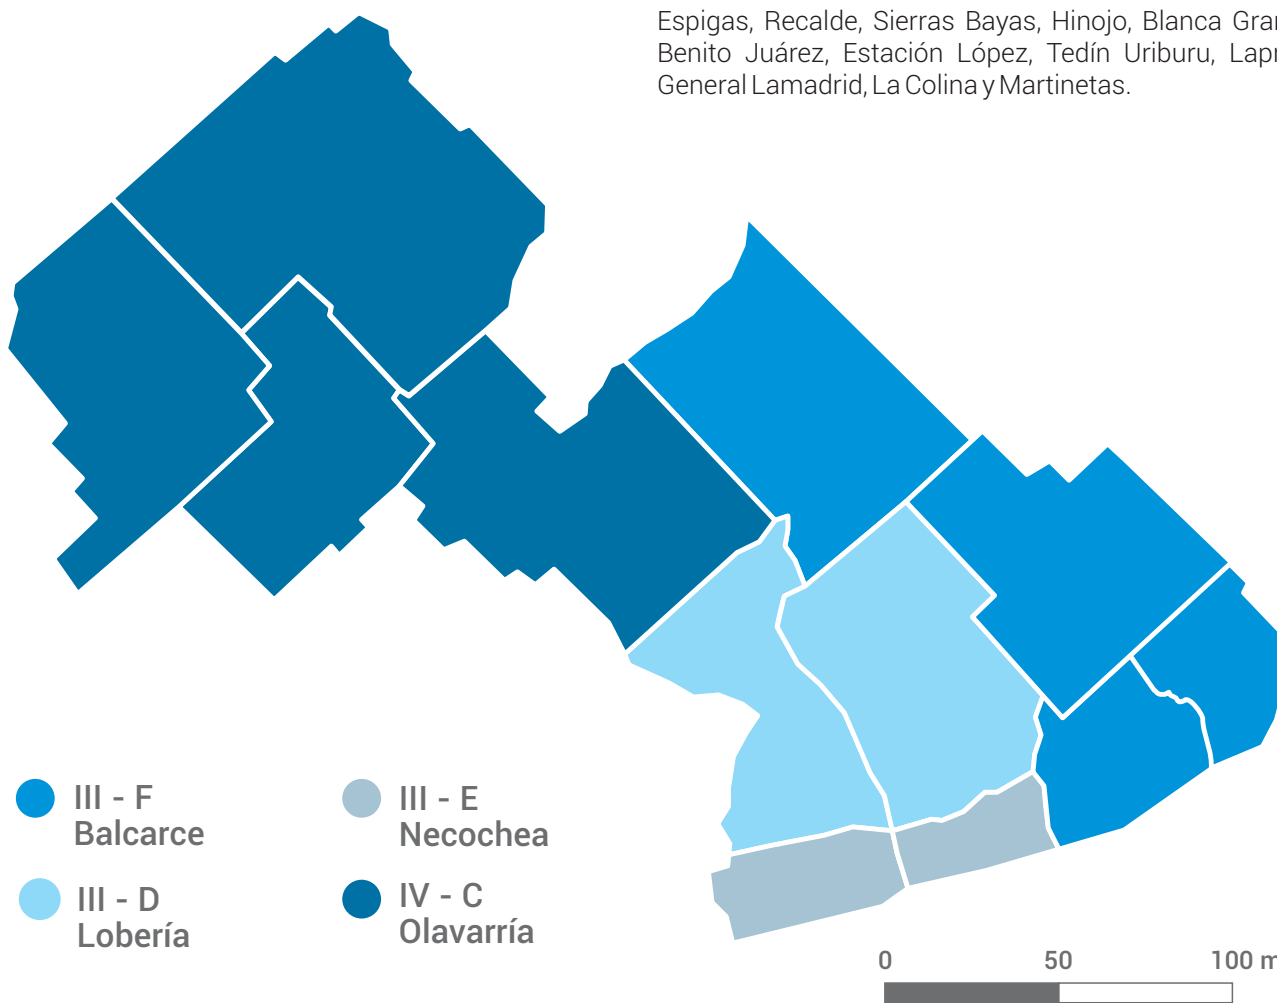 Espigas, Recalde, Sierras Bayas, Hinojo, Blanca
Benito Juárez, Estación López, Tedín Uriburu,
General Lamadrid, La Colina y Martinetas.
III - F
Balcarce
III - E
Necochea
III - D
Lobería
IV - C
Olavarría
0 50 100